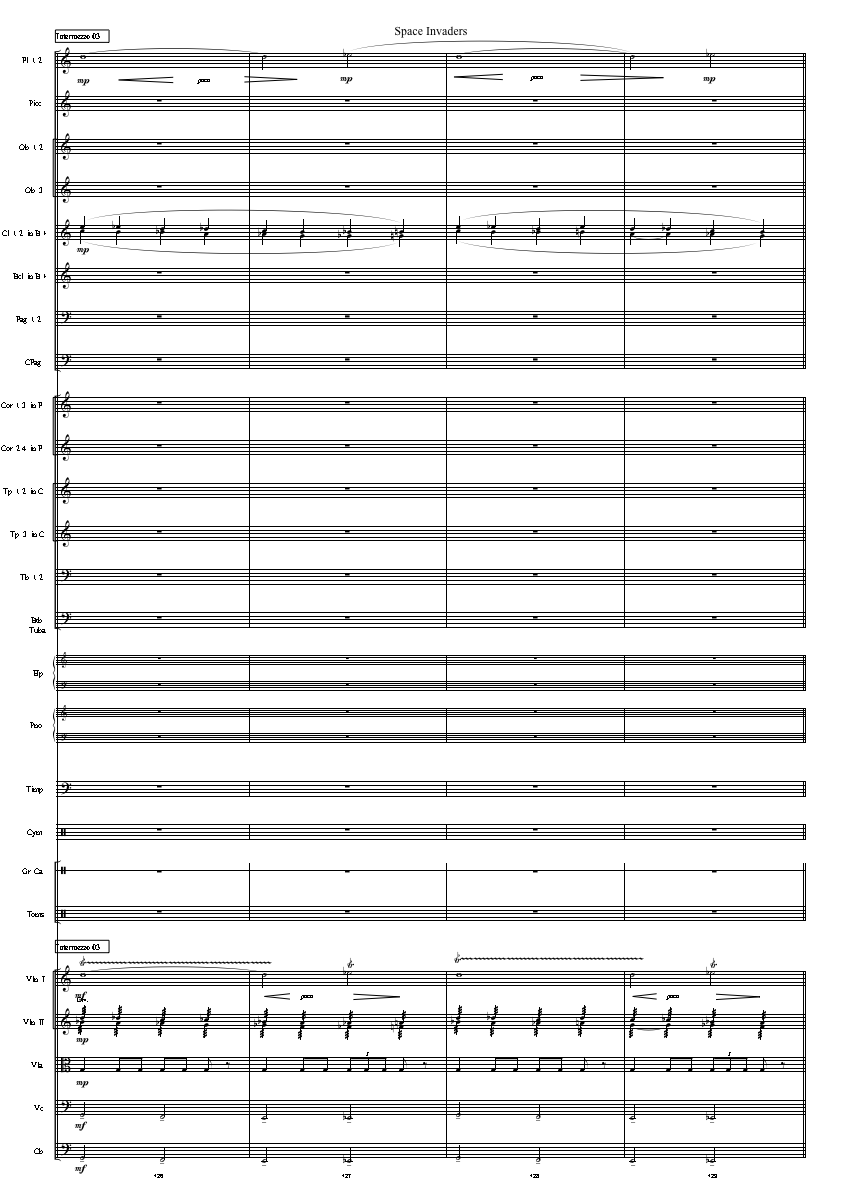 Space Invaders
Intermezzo 03
Fl 1 2
mp
poco
mp
poco
mp
Picc
Ob 1 2
Ob 3
Cl 1 2 in B
mp
Bcl in B
Fag 1 2
CFag
Cor 1 3 in F
Cor 2 4 in F
Tp 1 2 in C
Tp 3 in C
Tb 1 2
Tuba
Hp
Pno
Timp
Cym
Gr Ca
Toms
Intermezzo 03
Vln I
mf
poco
poco
Vln II
mp
Vla
mp
3
3
Vc
mf
Cb
mf
126
127
128
129